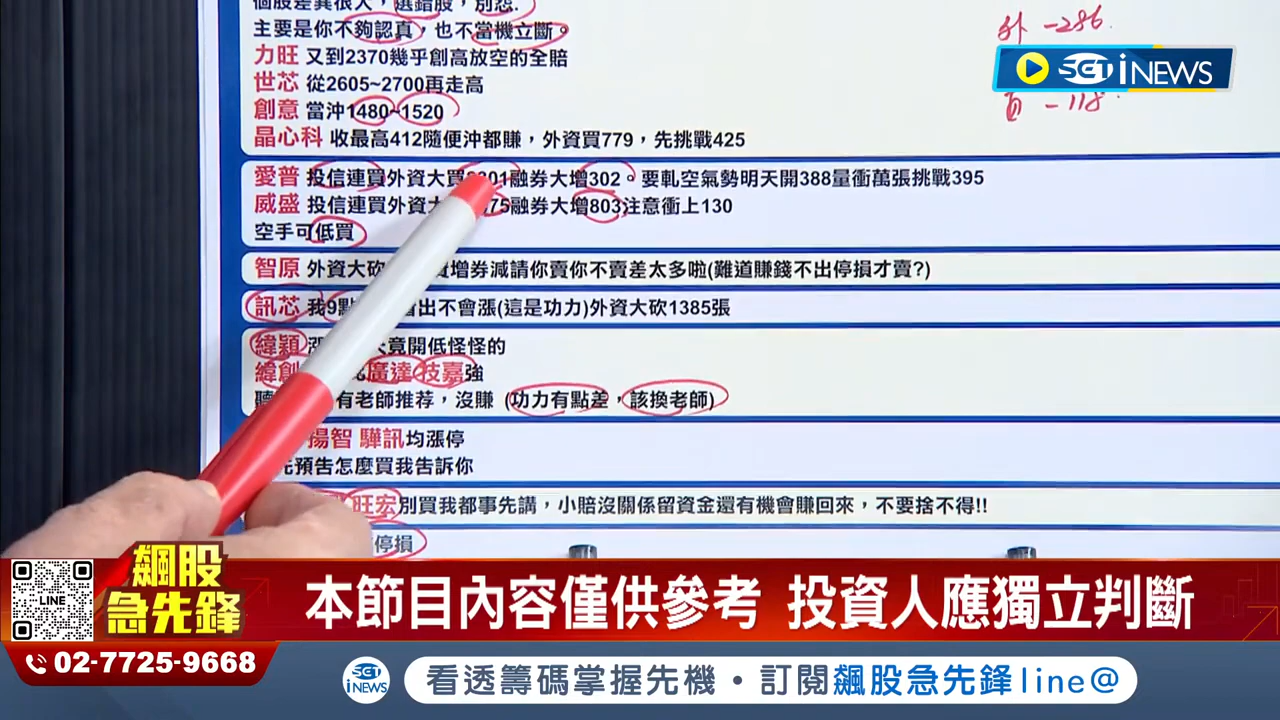 個股差異很大，選錯股，別怨.
主要是你不夠認真，也不當機立斷。
力旺 又到2370幾乎創高放空的全賠
世芯 從2605~2700再走高
創意 當沖1480~1520
晶心科 收最高412隨便沖都賺，外資買779，先挑戰425
外 -286
頁 -118
SET iNEWS
愛普 投信連買外資大買 01融券大增302。要軋空氣勢明天開388量衝萬張挑戰395
威盛 投信連買外資大 75融券大增803注意衝上130
空手可低買
智原 外資大砍 增券減請你賣你不賣差太多啦(難道賺錢不出停損才賣?)
訊芯 我9點 出不會漲(這是功力)外資大砍1385張
緯穎 竟開低怪怪的
緯創 廣達 技嘉強
聽 有老師推荐，沒賺 (功力有點差，該換老師)
揚智 驊訊均漲停
預告怎麼買我告訴你
旺宏 別買我都事先講，小賠沒關係留資金還有機會賺回來，不要捨不得!!
停損
LINE
飆股急先鋒
本節目內容僅供參考 投資人應獨立判斷
02-7725-9668
SET iNEWS
看透籌碼掌握先機・訂閱飆股急先鋒line@